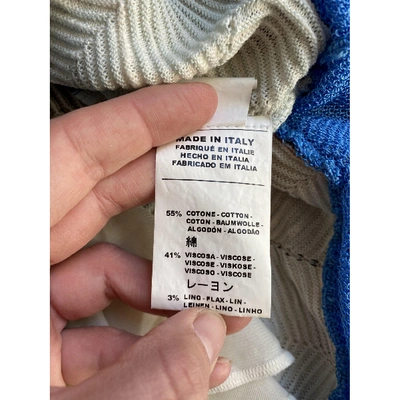 MADE IN ITALY
FABRIQUÉ EN ITALIE
HECHO EN ITALIA
FABRICADO EM ITALIA
55% COTONE - COTTON -
COTON - BAUMWOLLE -
ALGODÓN - ALGODÃO
綿
41% VISCOSA - VISCOSE -
VISCOSE - VISKOSE -
VISCOSO - VISCOSE
レーヨン
3% LINO - FLAX - LIN -
LEINEN - LINO - LINHO